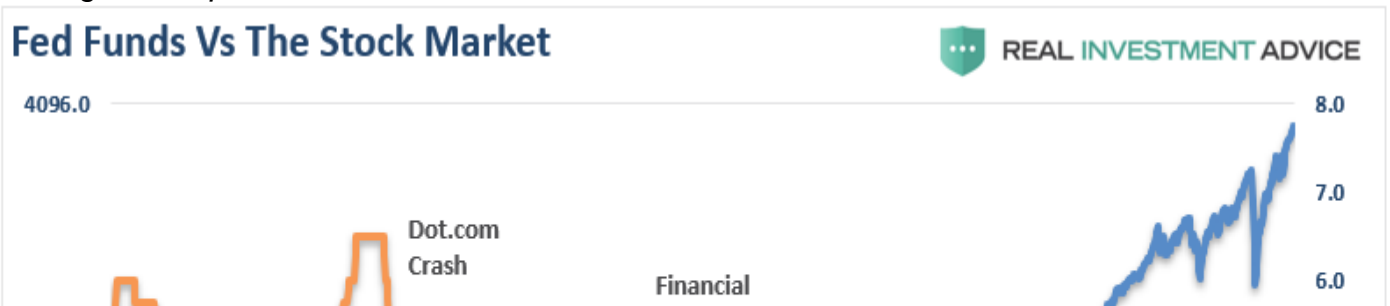 Fed Funds Vs The Stock Market
REAL INVESTMENT ADVICE
4096.0
8.0
7.0
Dot.com
Crash
Financial
6.0